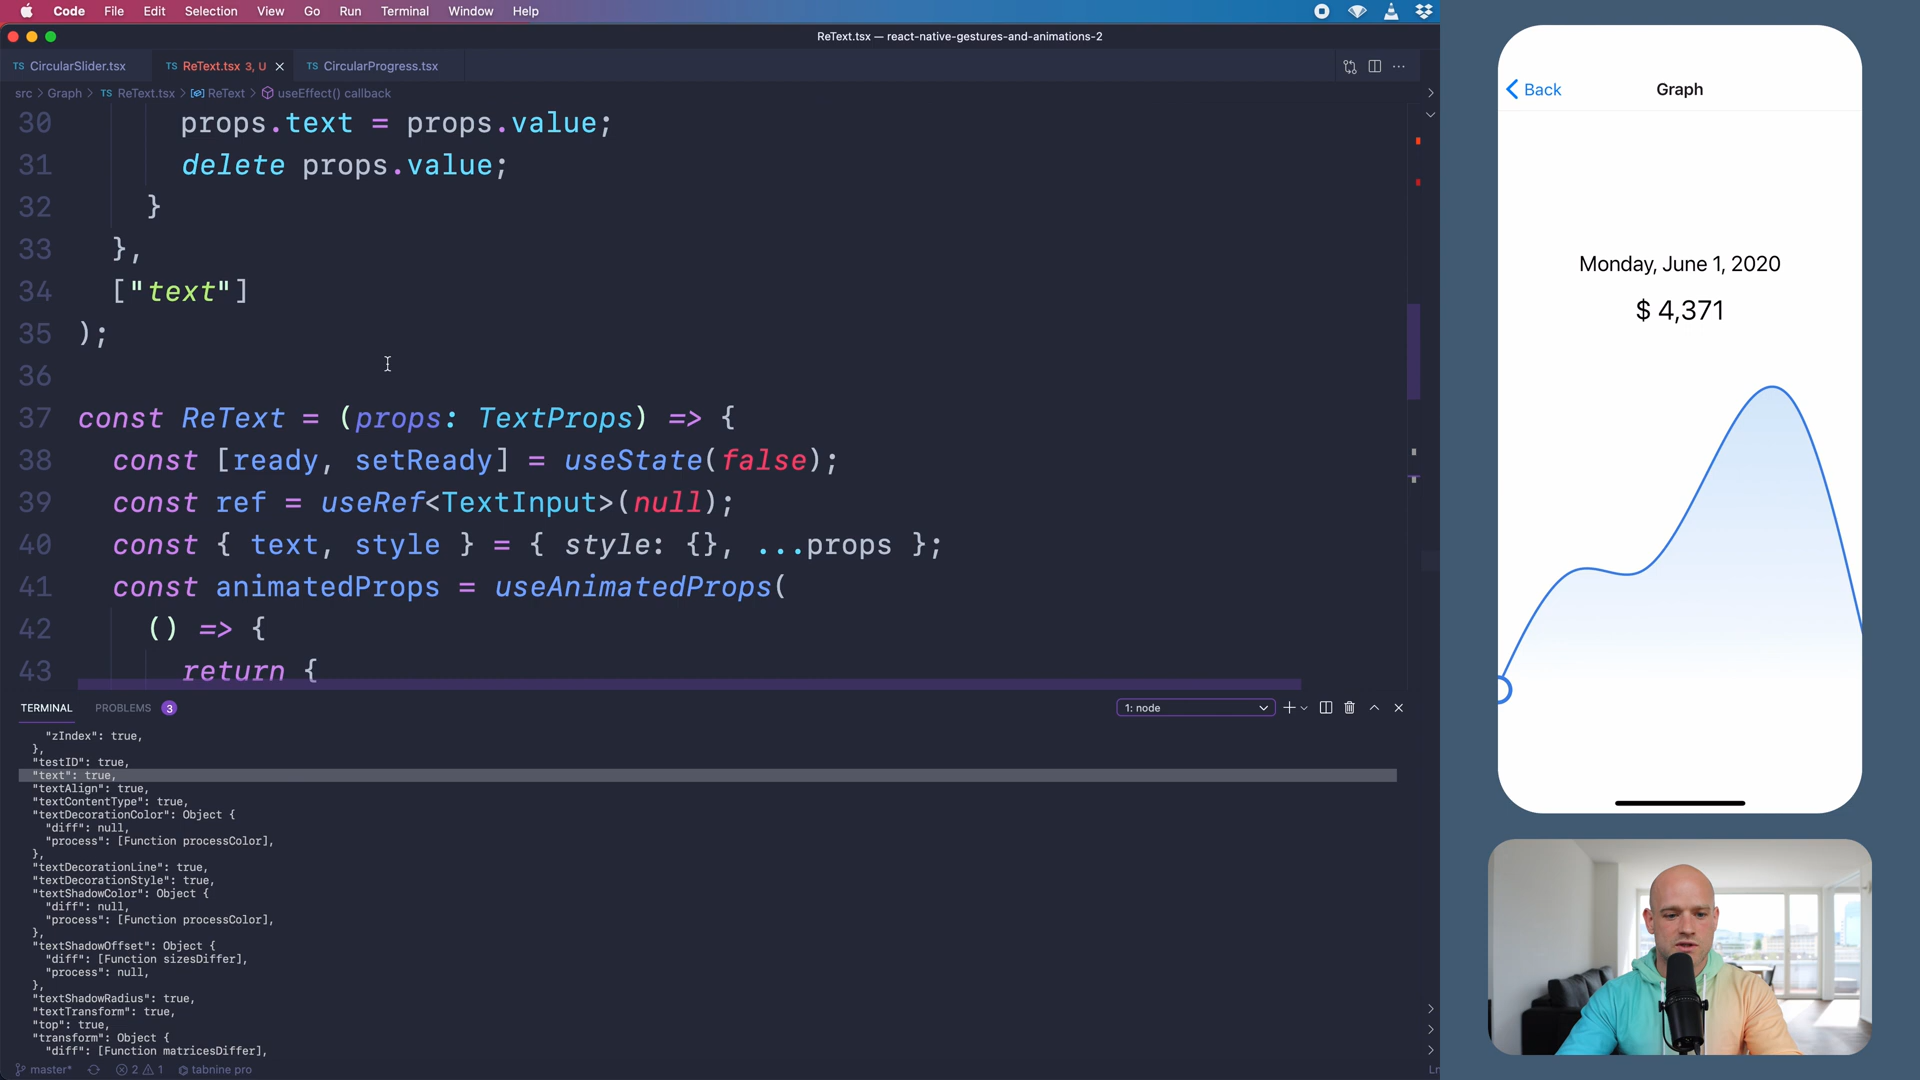 Code File Edit Selection View Go Run Terminal Window Help
ReText.tsx — react-native-gestures-and-animations-2
TS CircularSlider.tsx TS ReText.tsx 3, U TS CircularProgress.tsx
src > Graph > TS ReText.tsx > ReText > useEffect() callback
30 props.text = props.value;
31 delete props.value;
32 }
33 },
34 ["text"]
35 );
36
37 const ReText = (props: TextProps) => {
38 const [ready, setReady] = useState(false);
39 const ref = useRef<TextInput>(null);
40 const { text, style } = { style: {}, ...props };
41 const animatedProps = useAnimatedProps(
42 () => {
43 return {
TERMINAL PROBLEMS 3
1: node
"zIndex": true,
},
"testID": true,
"text": true,
"textAlign": true,
"textContentType": true,
"textDecorationColor": Object {
"diff": null,
"process": [Function processColor],
},
"textDecorationLine": true,
"textDecorationStyle": true,
"textShadowColor": Object {
"diff": null,
"process": [Function processColor],
},
"textShadowOffset": Object {
"diff": [Function sizesDiffer],
"process": null,
},
"textShadowRadius": true,
"textTransform": true,
"top": true,
"transform": Object {
"diff": [Function matricesDiffer],
master* 2 1 tabnine pro
Ln
Back Graph
Monday, June 1, 2020
$ 4,371